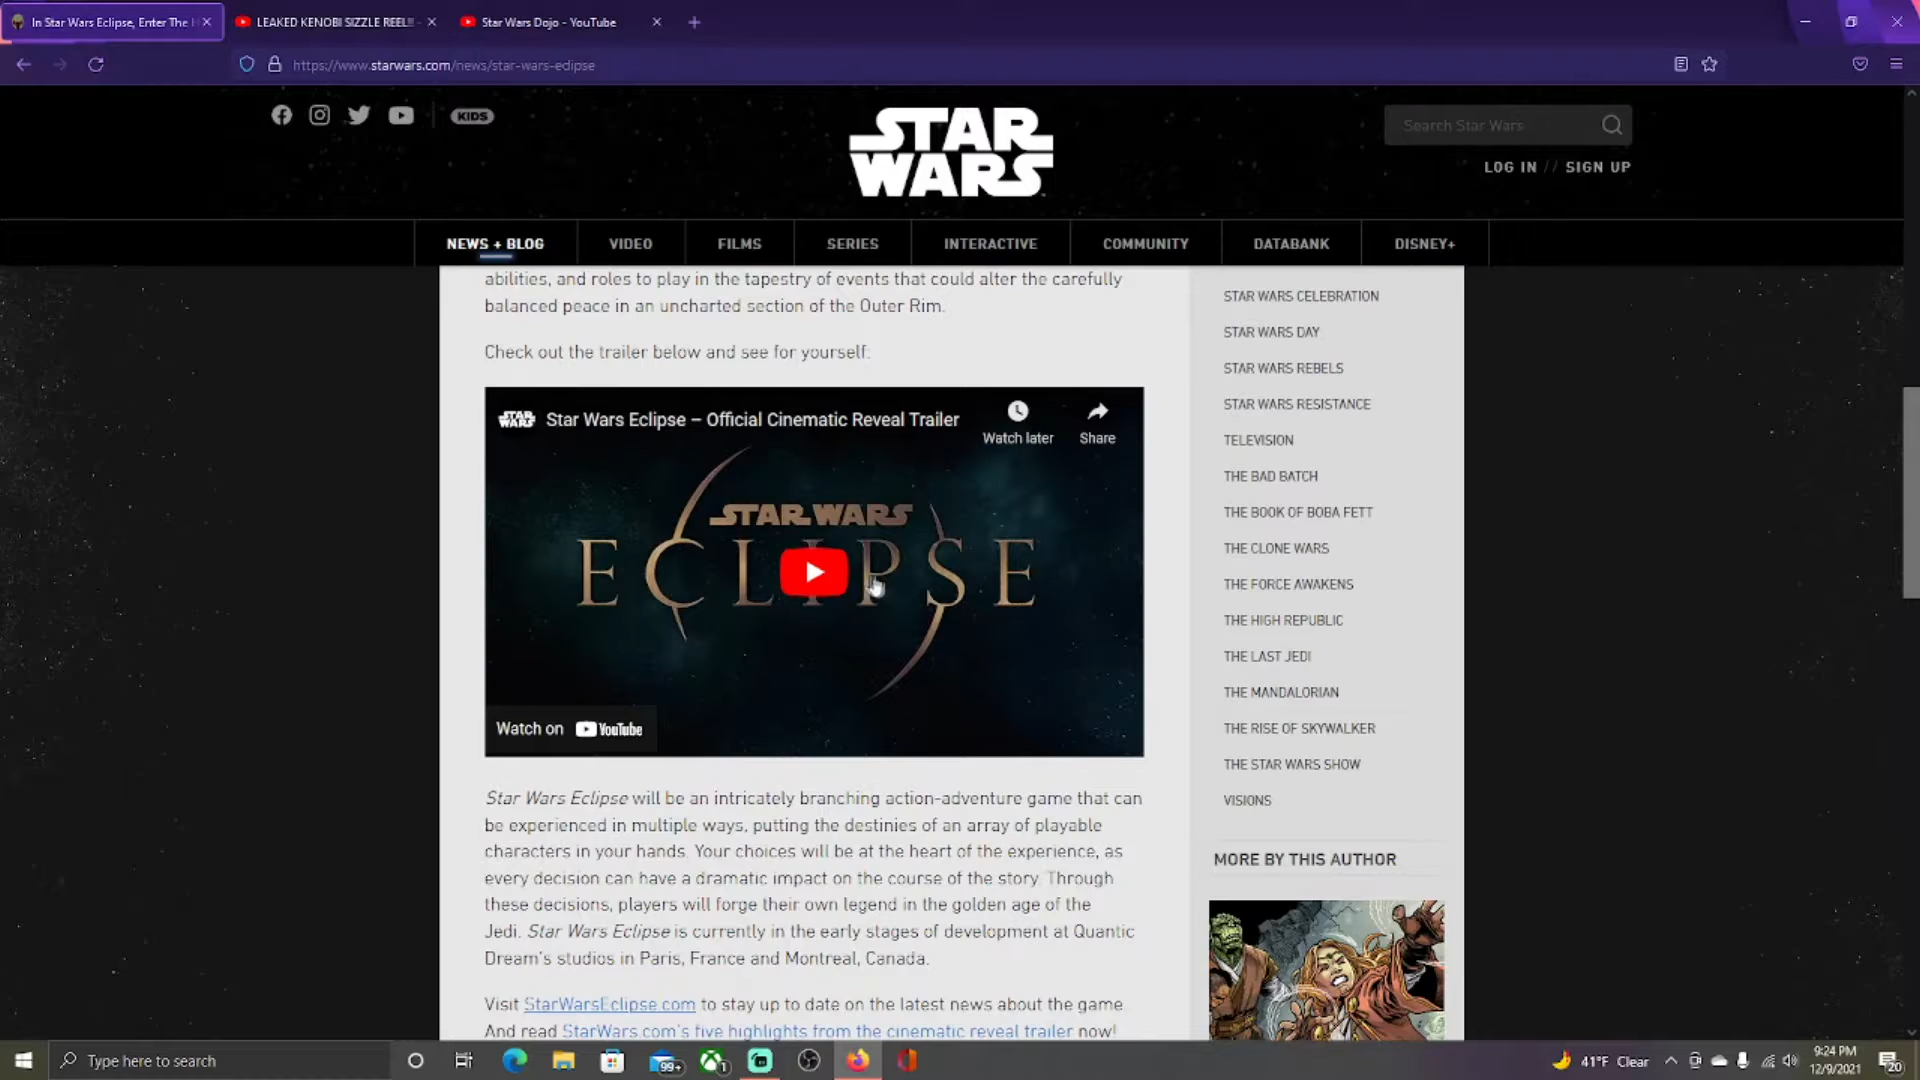 In Star Wars Eclipse, Enter The H
LEAKED KENOBI SIZZLE REEL!! -
Star Wars Dojo - YouTube
https://www.starwars.com/news/star-wars-eclipse
KIDS
STAR
WARS
Search Star Wars
LOG IN // SIGN UP
NEWS + BLOG
VIDEO
FILMS
SERIES
INTERACTIVE
COMMUNITY
DATABANK
DISNEY+
abilities, and roles to play in the tapestry of events that could alter the carefully
balanced peace in an uncharted section of the Outer Rim.
Check out the trailer below and see for yourself:
STAR WARS
Star Wars Eclipse – Official Cinematic Reveal Trailer
Watch later
Share
STAR WARS
ECLIPSE
Watch on YouTube
Star Wars Eclipse will be an intricately branching action-adventure game that can
be experienced in multiple ways, putting the destinies of an array of playable
characters in your hands. Your choices will be at the heart of the experience, as
every decision can have a dramatic impact on the course of the story. Through
these decisions, players will forge their own legend in the golden age of the
Jedi. Star Wars Eclipse is currently in the early stages of development at Quantic
Dream's studios in Paris, France and Montreal, Canada.
Visit StarWarsEclipse.com to stay up to date on the latest news about the game.
And read StarWars.com's five highlights from the cinematic reveal trailer now!
STAR WARS CELEBRATION
STAR WARS DAY
STAR WARS REBELS
STAR WARS RESISTANCE
TELEVISION
THE BAD BATCH
THE BOOK OF BOBA FETT
THE CLONE WARS
THE FORCE AWAKENS
THE HIGH REPUBLIC
THE LAST JEDI
THE MANDALORIAN
THE RISE OF SKYWALKER
THE STAR WARS SHOW
VISIONS
MORE BY THIS AUTHOR
Type here to search
99+
1
41°F Clear
9:24 PM
12/9/2021
20